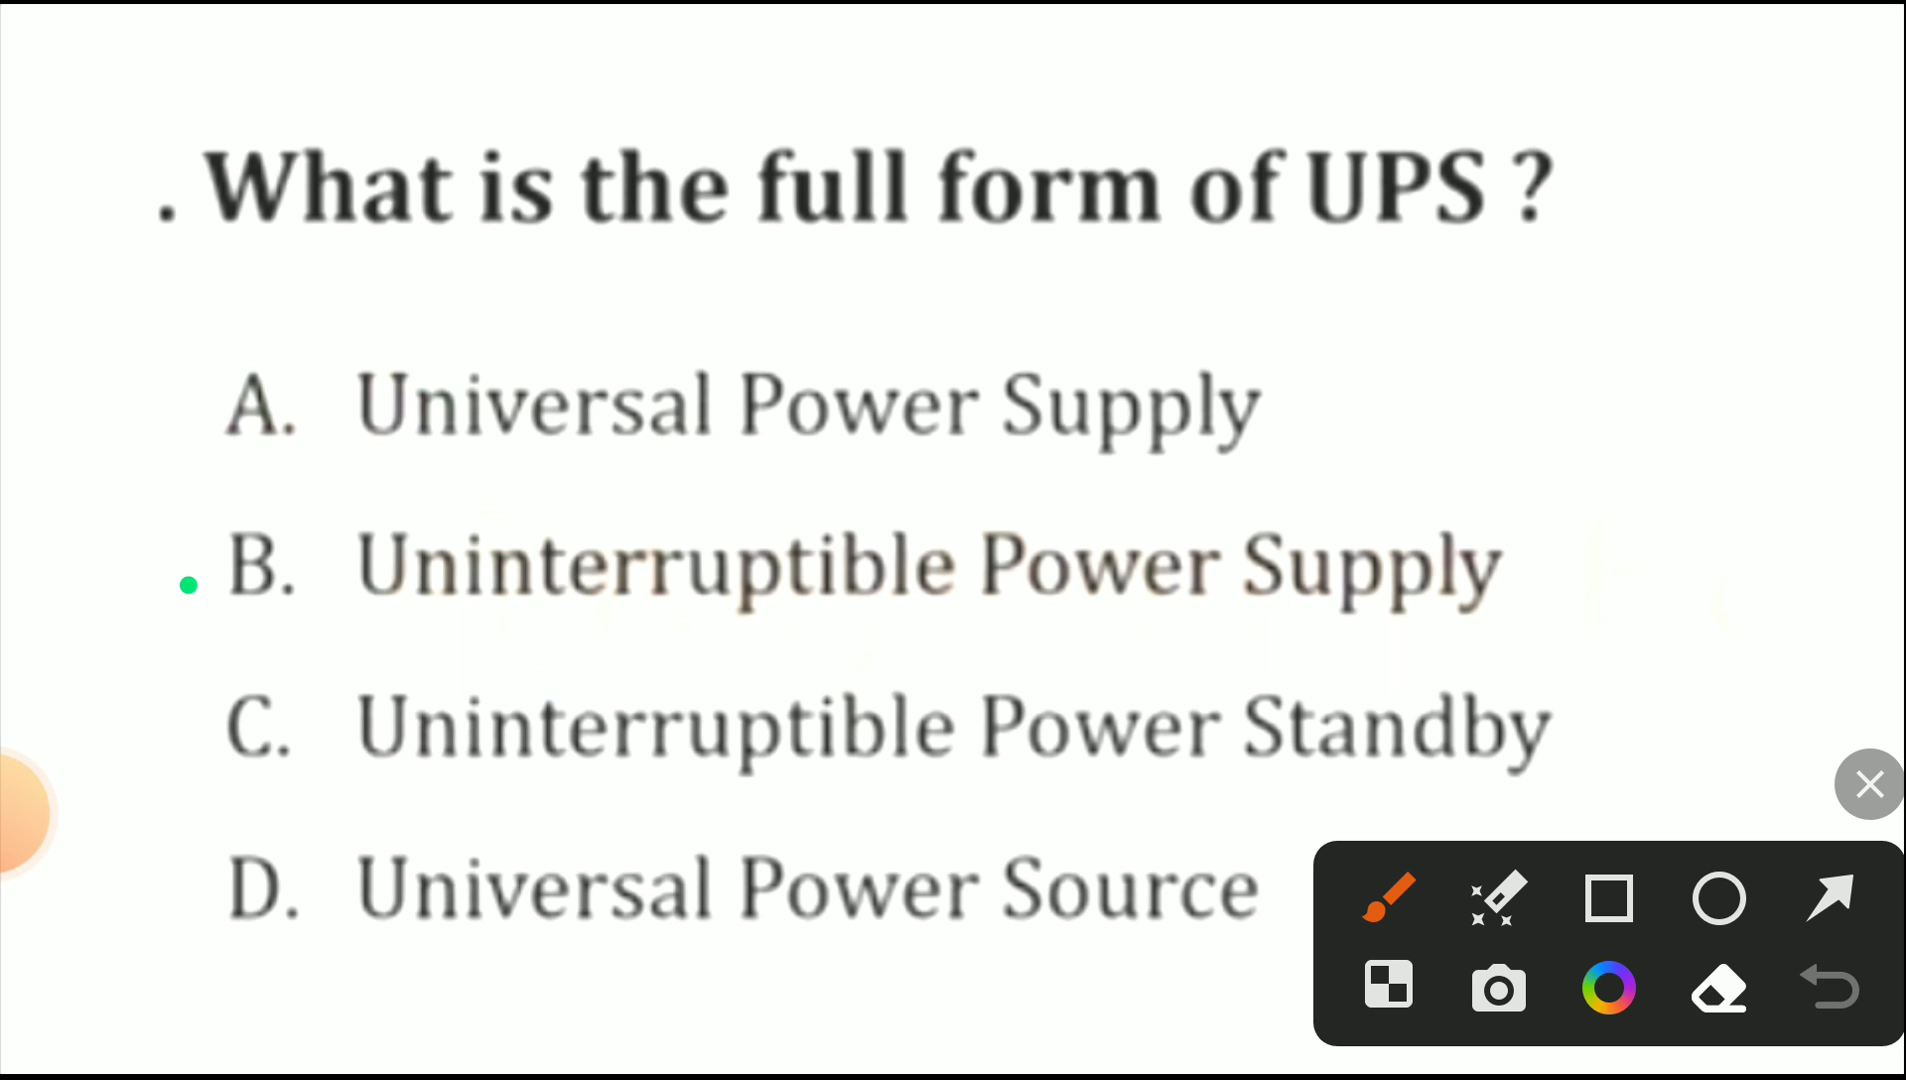 . What is the full form of UPS ?
A. Universal Power Supply
B. Uninterruptible Power Supply
C. Uninterruptible Power Standby
D. Universal Power Source